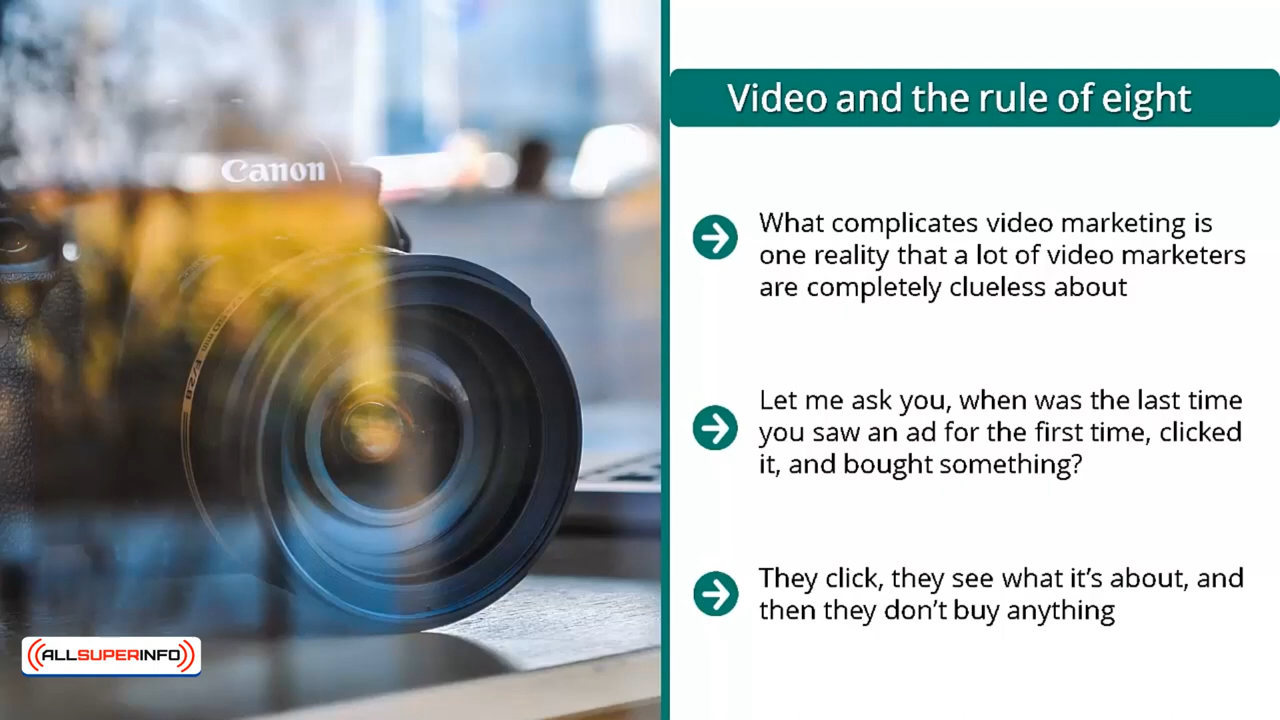 Video and the rule of eight
What complicates video marketing is
one reality that a lot of video marketers
are completely clueless about
Let me ask you, when was the last time
you saw an ad for the first time, clicked
it, and bought something?
They click, they see what it’s about, and
then they don’t buy anything
Canon
ALLSUPERINFO